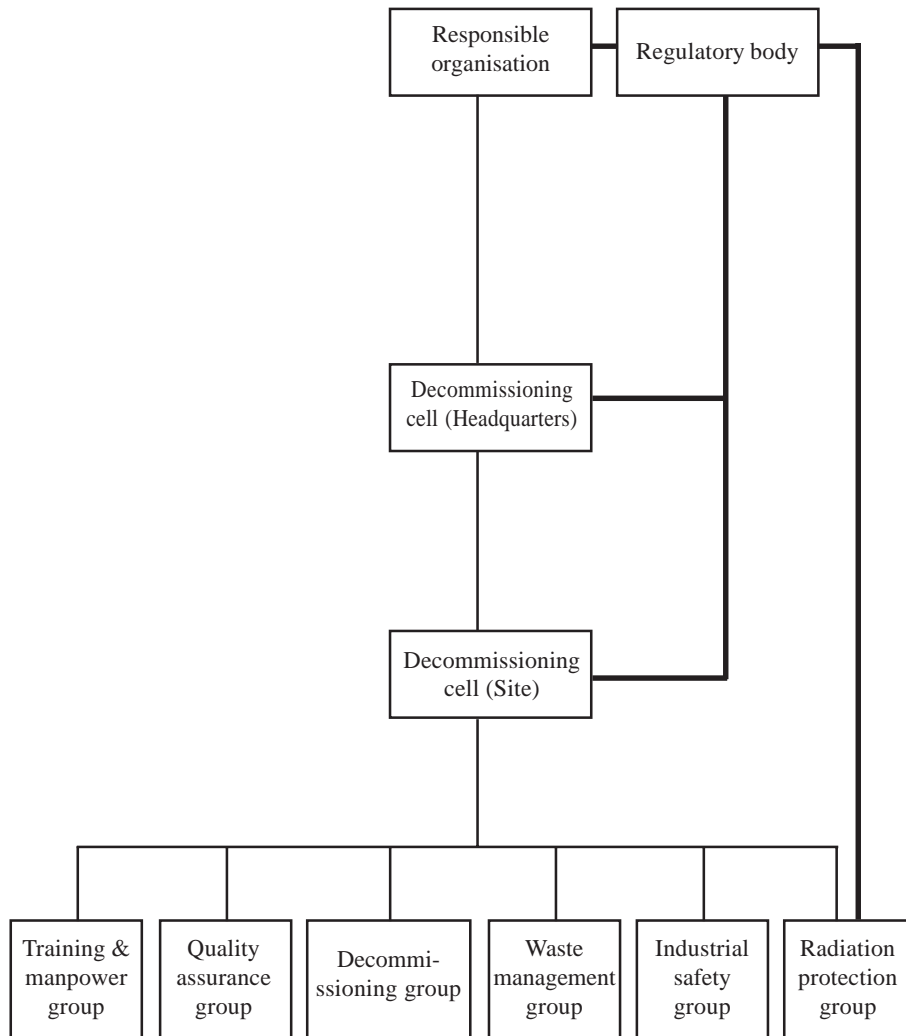 Responsible
organisation
Regulatory body
Decommissioning
cell (Headquarters)
Decommissioning
cell (Site)
Training &
manpower
group
Quality
assurance
group
Decommi-
ssioning group
Waste
management
group
Industrial
safety
group
Radiation
protection
group